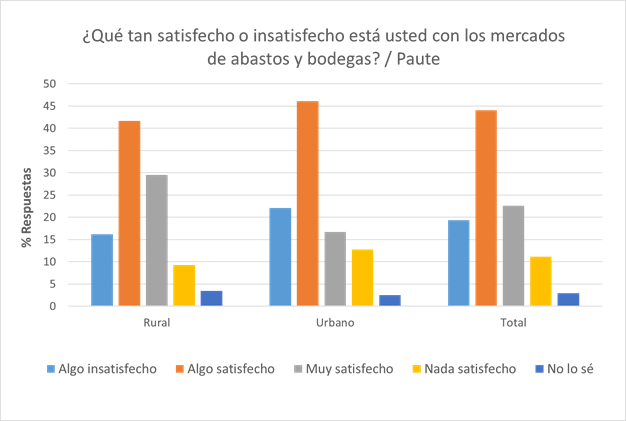 ¿Qué tan satisfecho o insatisfecho está usted con los mercados
de abastos y bodegas? / Paute
50
45
40
35
30
25
20
15
10
5
0
% Respuestas
Rural Urbano Total
Algo insatisfecho Algo satisfecho Muy satisfecho Nada satisfecho No lo sé